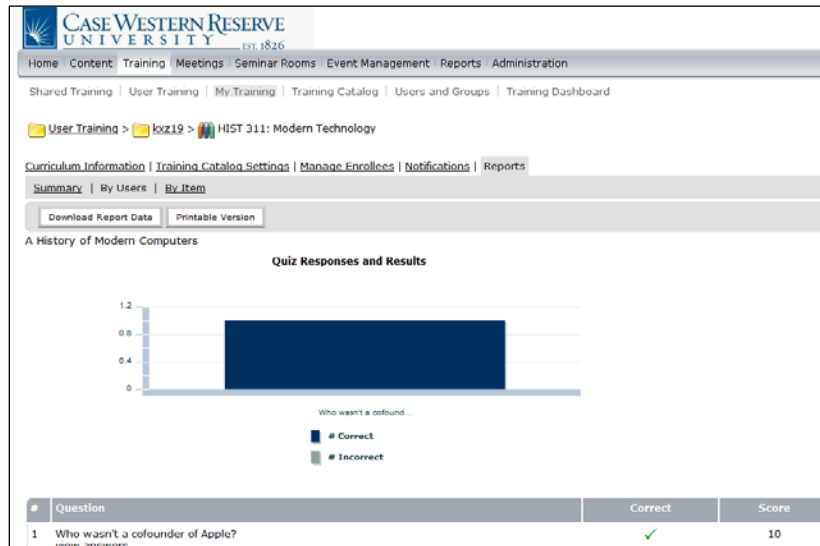 CASE WESTERN RESERVE
UNIVERSITY EST. 1826
Home Content Training Meetings Seminar Rooms Event Management Reports Administration
Shared Training | User Training | My Training | Training Catalog | Users and Groups | Training Dashboard
User Training > kxz19 > HIST 311: Modern Technology
Curriculum Information | Training Catalog Settings | Manage Enrollees | Notifications | Reports
Summary | By Users | By Item
Download Report Data Printable Version
A History of Modern Computers
Quiz Responses and Results
1.2
0.8
0.4
0
Who wasn't a cofound...
# Correct
# Incorrect
# Question Correct Score
1 Who wasn't a cofounder of Apple? 10
view answers